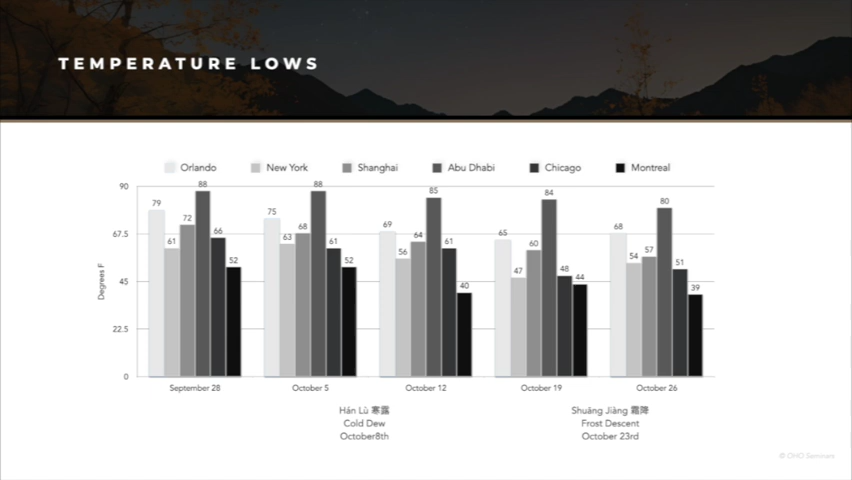 TEMPERATURE LOWS
Orlando New York Shanghai Abu Dhabi Chicago Montreal
90
67.5
45
22.5
0
Degrees F
79 61 72 88 66 52
75 63 68 88 61 52
69 56 64 85 61 40
65 47 60 84 48 44
68 54 57 80 51 39
September 28 October 5 October 12 October 19 October 26
Hán Lù 寒露
Cold Dew
October8th
Shuāng Jiàng 霜降
Frost Descent
October 23rd
© OHO Seminars